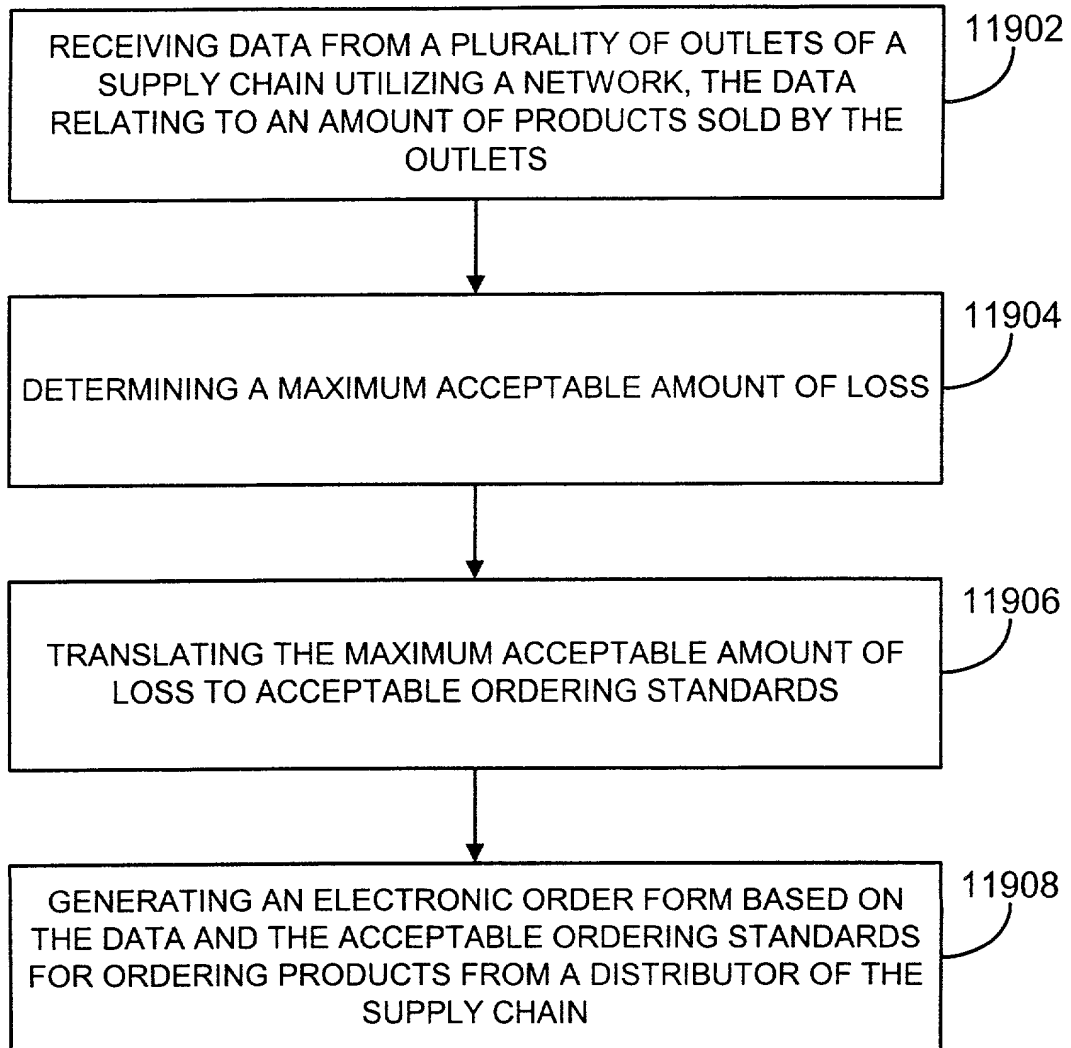 RECEIVING DATA FROM A PLURALITY OF OUTLETS OF A
SUPPLY CHAIN UTILIZING A NETWORK, THE DATA
RELATING TO AN AMOUNT OF PRODUCTS SOLD BY THE
OUTLETS
11902
DETERMINING A MAXIMUM ACCEPTABLE AMOUNT OF LOSS
11904
TRANSLATING THE MAXIMUM ACCEPTABLE AMOUNT OF
LOSS TO ACCEPTABLE ORDERING STANDARDS
11906
GENERATING AN ELECTRONIC ORDER FORM BASED ON
THE DATA AND THE ACCEPTABLE ORDERING STANDARDS
FOR ORDERING PRODUCTS FROM A DISTRIBUTOR OF THE
SUPPLY CHAIN
11908